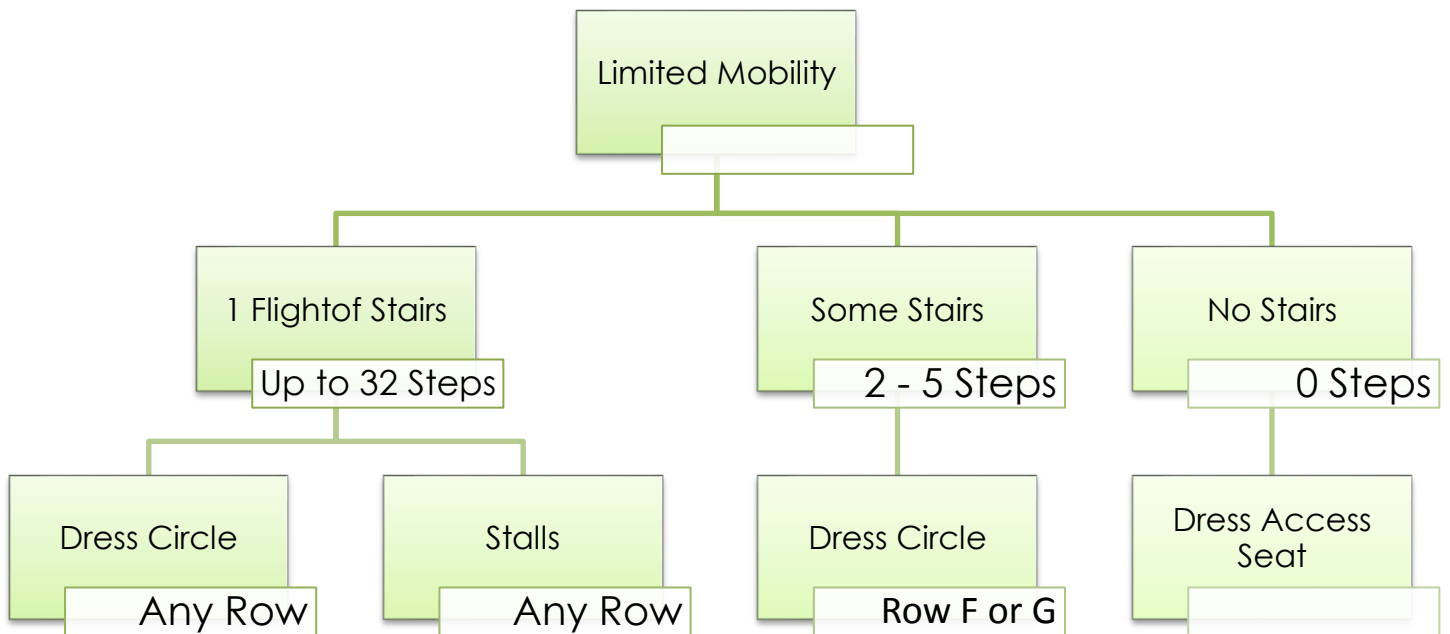 Limited Mobility
1 Flightof Stairs
Up to 32 Steps
Some Stairs
2 - 5 Steps
No Stairs
0 Steps
Dress Circle
Any Row
Stalls
Any Row
Dress Circle
Row F or G
Dress Access
Seat